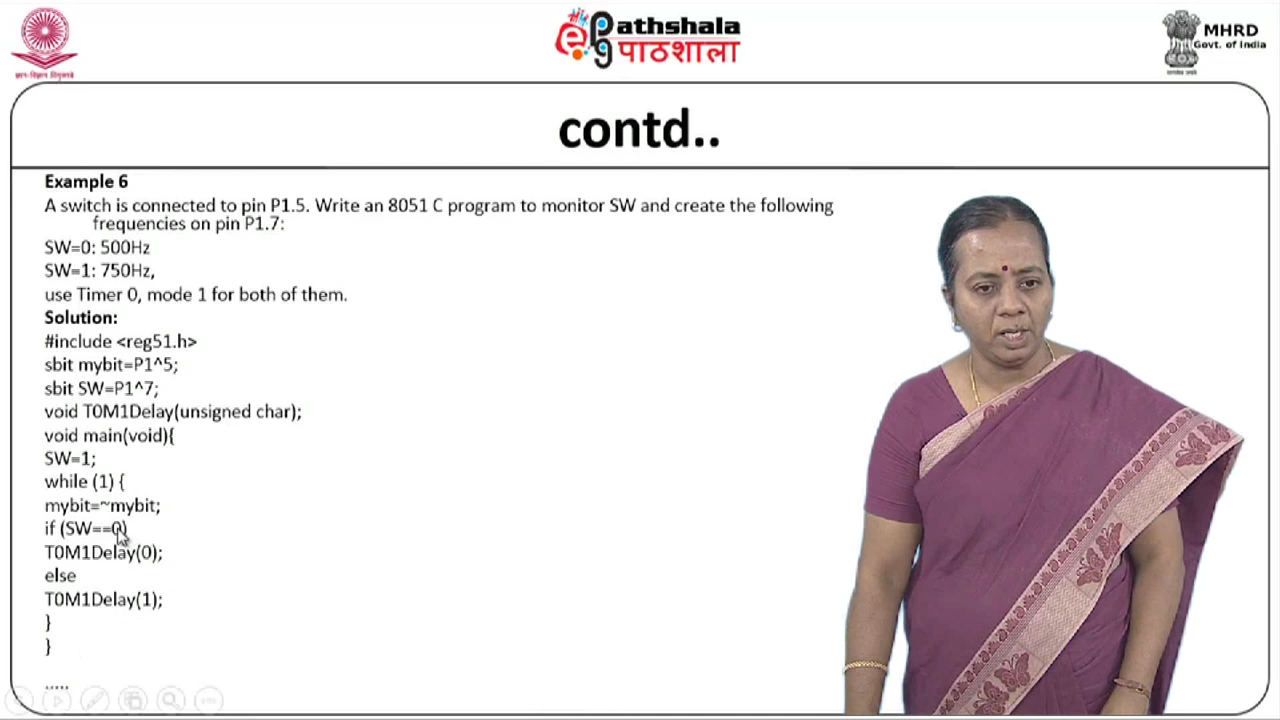 ePathshala
पाठशाला
MHRD
Govt. of India
contd..
Example 6
A switch is connected to pin P1.5. Write an 8051 C program to monitor SW and create the following
frequencies on pin P1.7:
SW=0: 500Hz
SW=1: 750Hz,
use Timer 0, mode 1 for both of them.
Solution:
#include <reg51.h>
sbit mybit=P1^5;
sbit SW=P1^7;
void T0M1Delay(unsigned char);
void main(void){
SW=1;
while (1) {
mybit=~mybit;
if (SW==0)
T0M1Delay(0);
else
T0M1Delay(1);
}
}